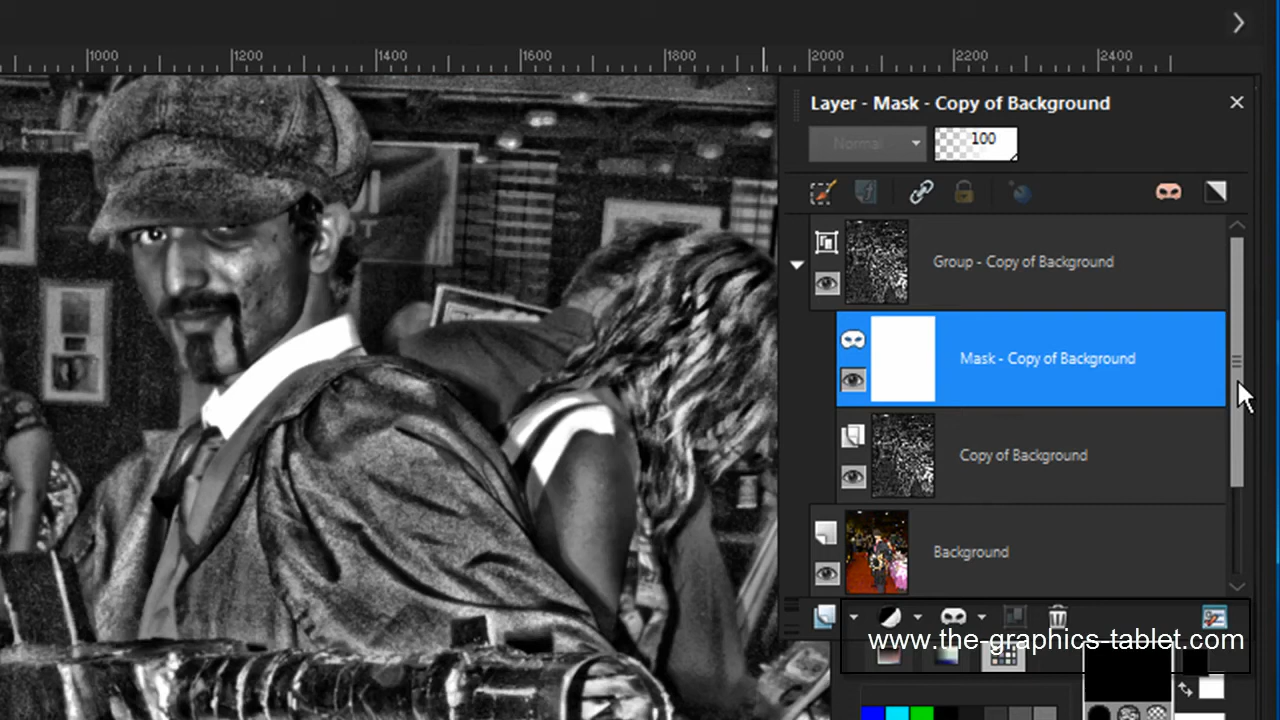 1000 1200 1400 1600 1800 2000 2200 2400
Layer - Mask - Copy of Background
Normal 100
Group - Copy of Background
Mask - Copy of Background
Copy of Background
Background
www.the-graphics-tablet.com